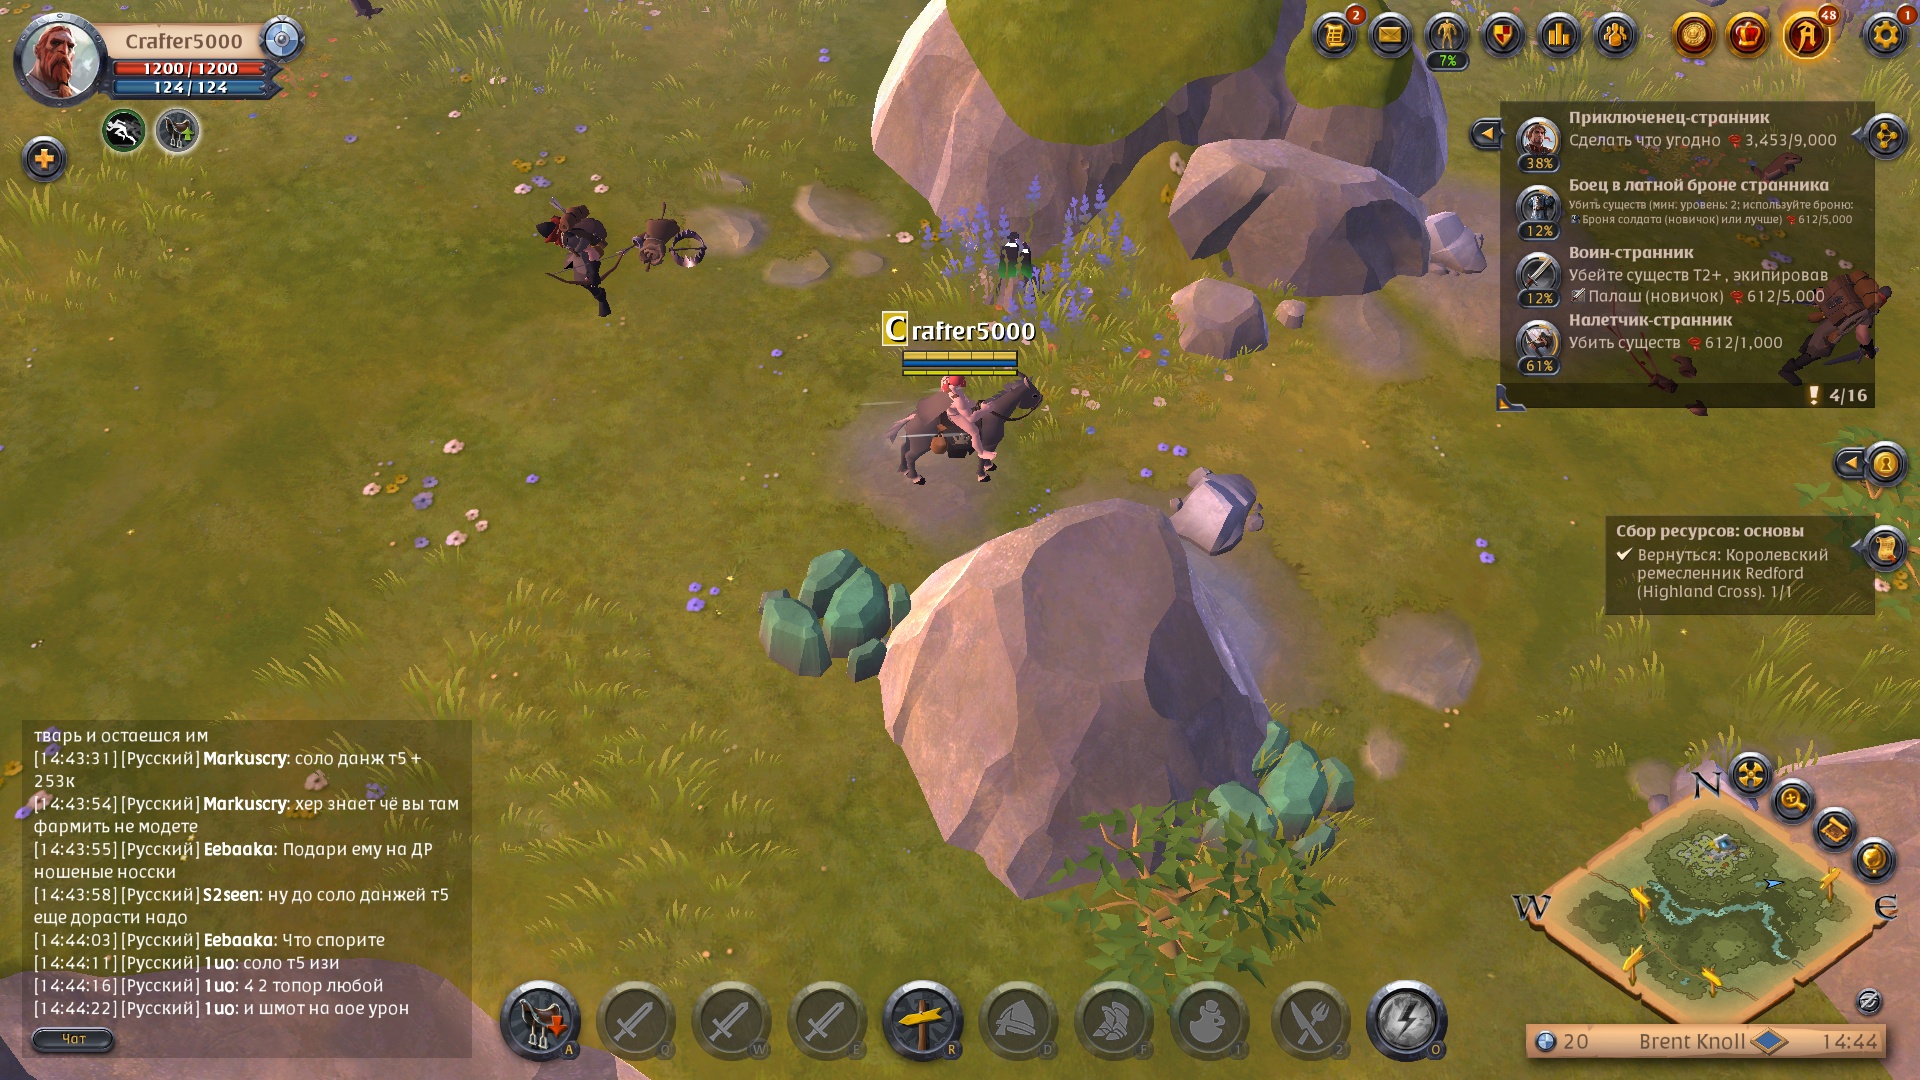 Crafter5000
1200/1200
124/124
2
7%
48
1
Приключенец-странник
Сделать что угодно 3,453/9,000
38%
Боец в латной броне странника
Убить существ (мин. уровень: 2; используйте броню:
Броня солдата (новичок) или лучше) 612/5,000
12%
Воин-странник
Убейте существ T2+, экипировав
Палаш (новичок) 612/5,000
12%
Налетчик-странник
Убить существ 612/1,000
61%
4/16
Crafter5000
Сбор ресурсов: основы
Вернуться: Королевский
ремесленник Redford
(Highland Cross). 1/1
тварь и остаешся им
[14:43:31] [Русский] Markuscry: соло данж т5 +
253к
[14:43:54] [Русский] Markuscry: хер знает чё вы там
фармить не модете
[14:43:55] [Русский] Eebaaka: Подари ему на ДР
ношеные носски
[14:43:58] [Русский] S2seen: ну до соло данжей т5
еще дорасти надо
[14:44:03] [Русский] Eebaaka: Что спорите
[14:44:11] [Русский] 1uo: соло т5 изи
[14:44:16] [Русский] 1uo: 4 2 топор любой
[14:44:22] [Русский] 1uo: и шмот на аое урон
Чат
A
Q
W
E
R
D
F
1
2
O
N
W
E
20
Brent Knoll
14:44